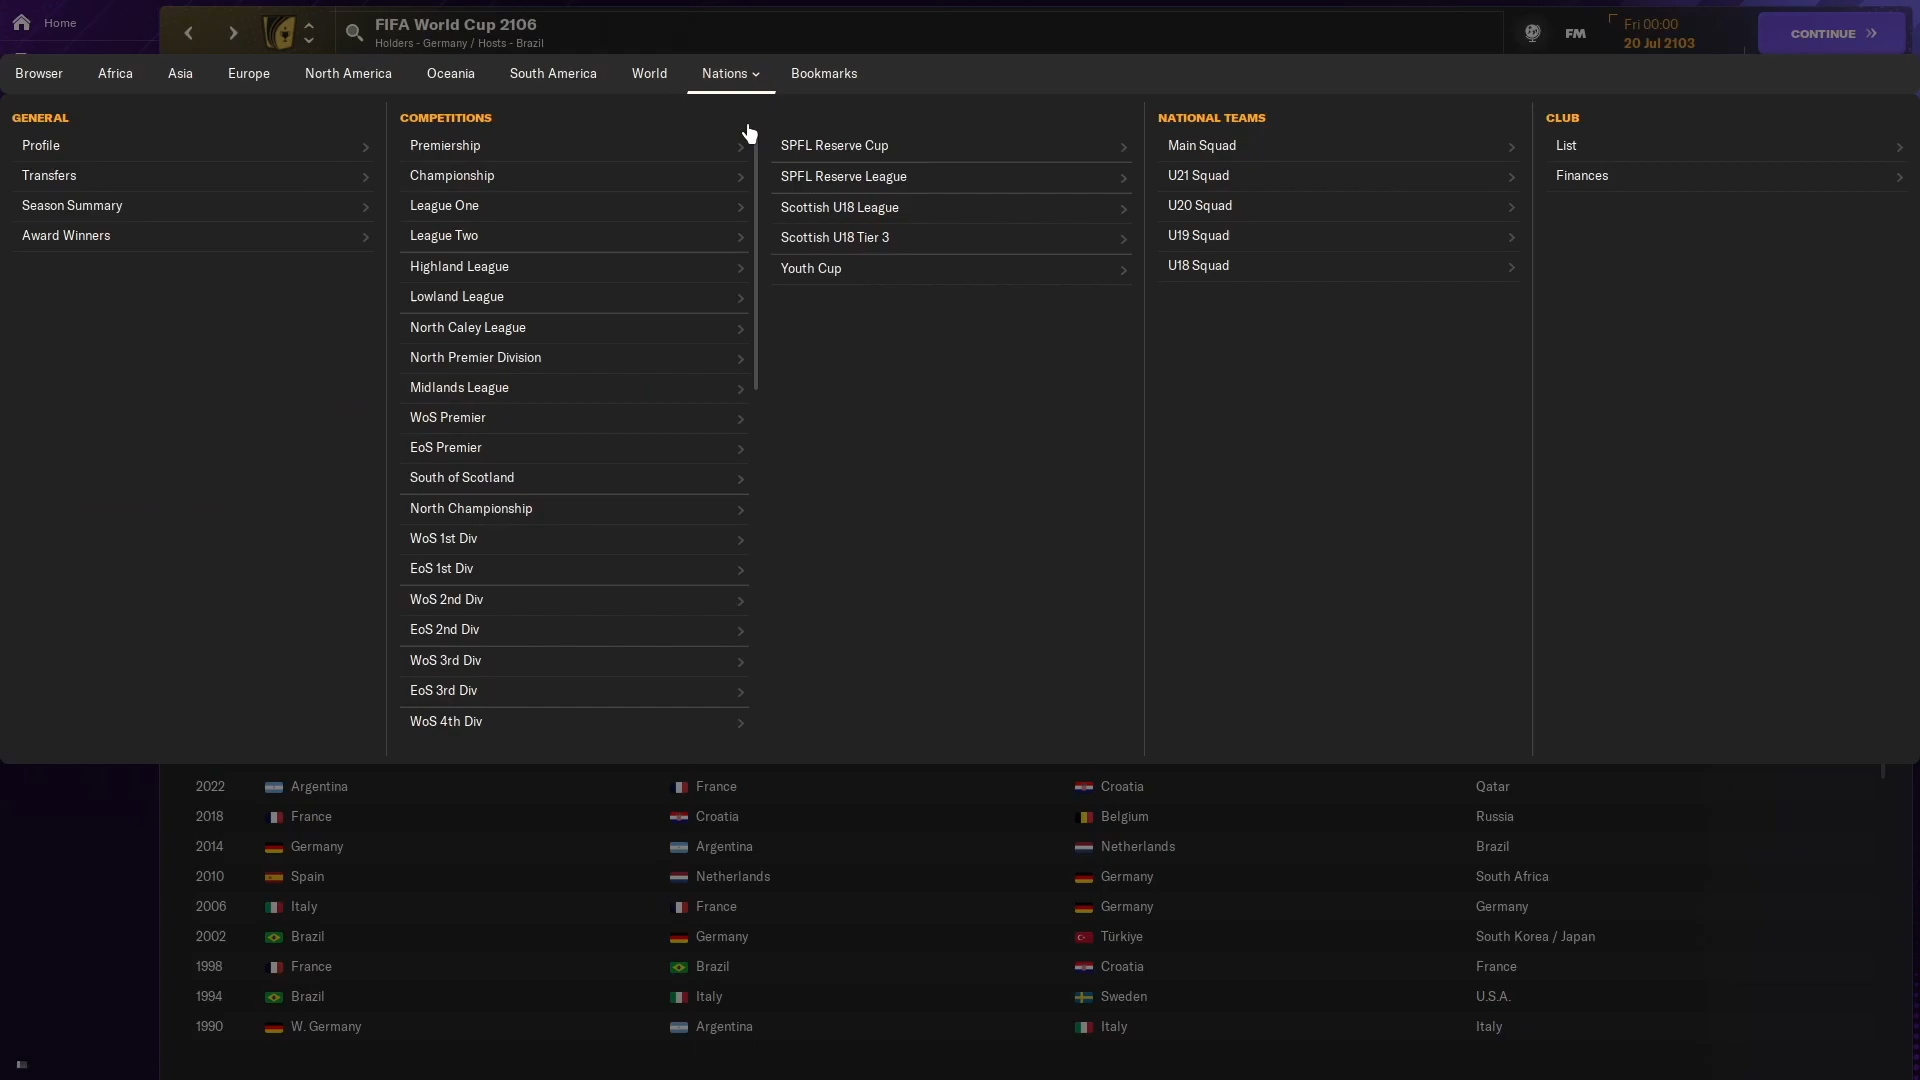 Home
FIFA World Cup 2106
Holders - Germany / Hosts - Brazil
FM
Fri 00:00
20 Jul 2103
CONTINUE
Browser Africa Asia Europe North America Oceania South America World Nations Bookmarks
GENERAL
Profile
Transfers
Season Summary
Award Winners
COMPETITIONS
Premiership
Championship
League One
League Two
Highland League
Lowland League
North Caley League
North Premier Division
Midlands League
WoS Premier
EoS Premier
South of Scotland
North Championship
WoS 1st Div
EoS 1st Div
WoS 2nd Div
EoS 2nd Div
WoS 3rd Div
EoS 3rd Div
WoS 4th Div
SPFL Reserve Cup
SPFL Reserve League
Scottish U18 League
Scottish U18 Tier 3
Youth Cup
NATIONAL TEAMS
Main Squad
U21 Squad
U20 Squad
U19 Squad
U18 Squad
CLUB
List
Finances
2022 Argentina France Croatia Qatar
2018 France Croatia Belgium Russia
2014 Germany Argentina Netherlands Brazil
2010 Spain Netherlands Germany South Africa
2006 Italy France Germany Germany
2002 Brazil Germany Türkiye South Korea / Japan
1998 France Brazil Croatia France
1994 Brazil Italy Sweden U.S.A.
1990 W. Germany Argentina Italy Italy